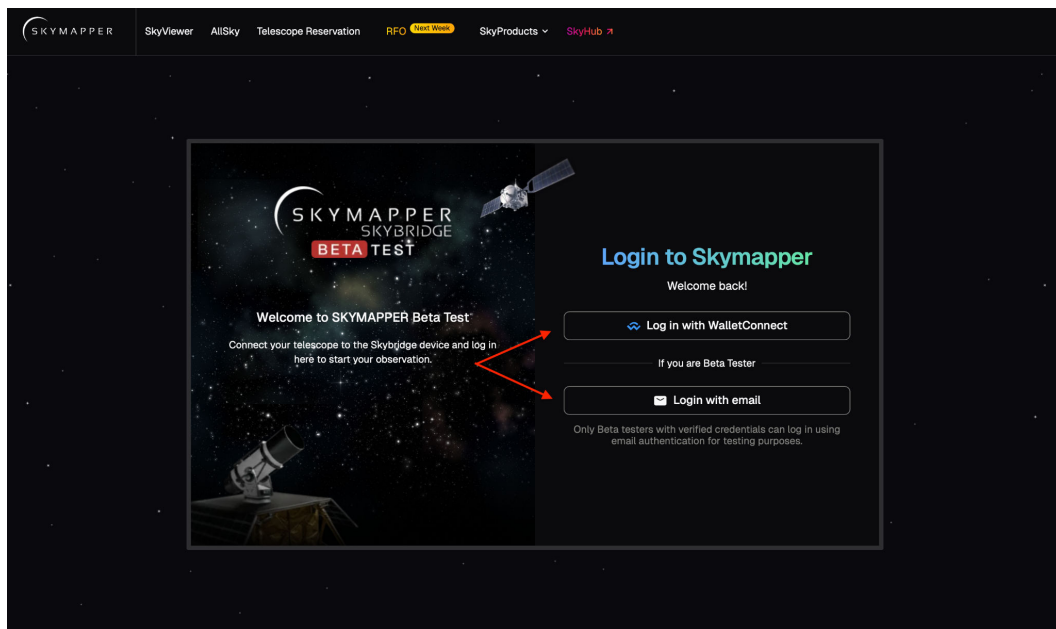 SKYMAPPER SkyViewer AllSky Telescope Reservation RFO Next Week SkyProducts SkyHub
SKYMAPPER
SKYBRIDGE
BETA TEST
Welcome to SKYMAPPER Beta Test
Connect your telescope to the Skybridge device and log in
here to start your observation.
Login to Skymapper
Welcome back!
Log in with WalletConnect
If you are Beta Tester
Login with email
Only Beta testers with verified credentials can log in using
email authentication for testing purposes.